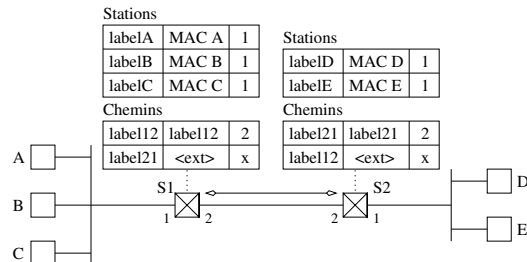 Stations
labelA MAC A 1
labelB MAC B 1
labelC MAC C 1
Chemins
label12 label12 2
label21 <ext> x
Stations
labelD MAC D 1
labelE MAC E 1
Chemins
label21 label21 2
label12 <ext> x
A
B
C
S1
1 2
S2
2 1
D
E